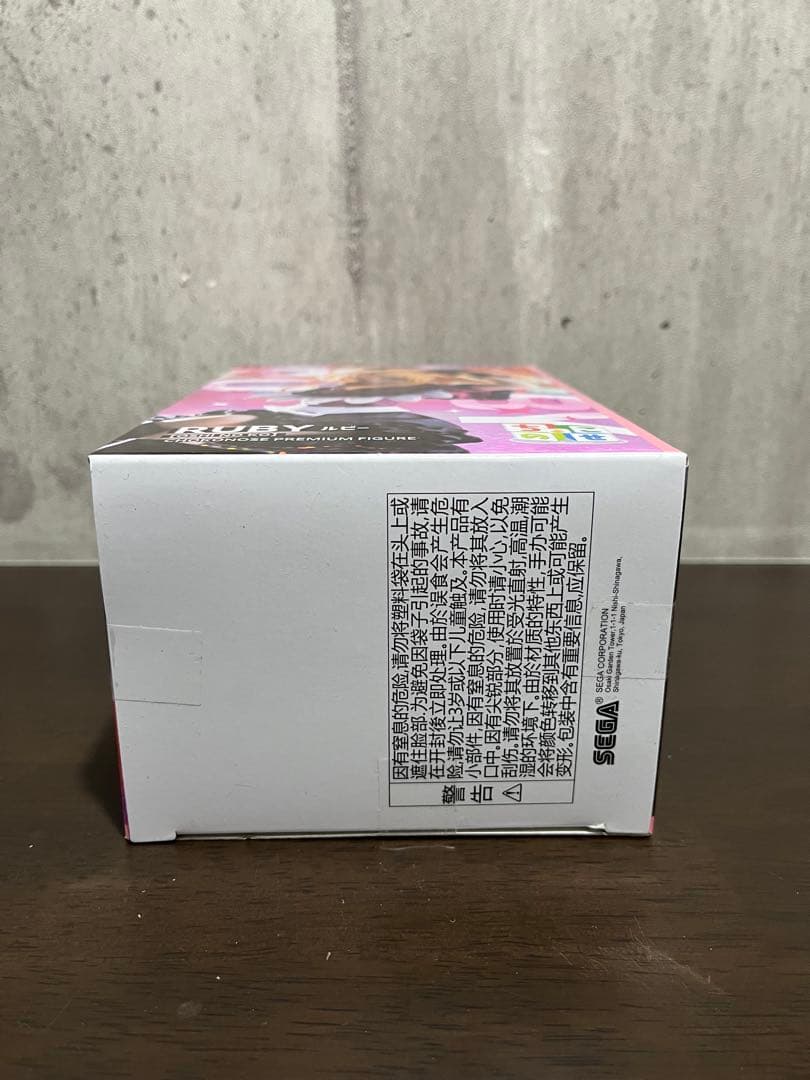 RUBY ルビー
CHOKONOSE PREMIUM FIGURE
警告
因有窒息的危险,请勿将塑料袋在头上或
遮住脸部.为避免因袋子引起的事故,请
在开封後立即处理。由於误食会产生危
险,请勿让3岁或以下儿童触及。本产品有
小部件,因有窒息的危险,请勿将其放入
口中。因有尖锐部分,使用时请小心,以免
刮伤。请勿将其放置於受光直射,高温,潮
湿的环境下。由於材质的特性,手办可能
会将颜色转移到其他东西上或可能产生
变形。包装中含有重要信息,应保留。
SEGA® SEGA CORPORATION
Osaki Garden Tower,1-1-1 Nishi-Shinagawa,
Shinagawa-ku, Tokyo, Japan